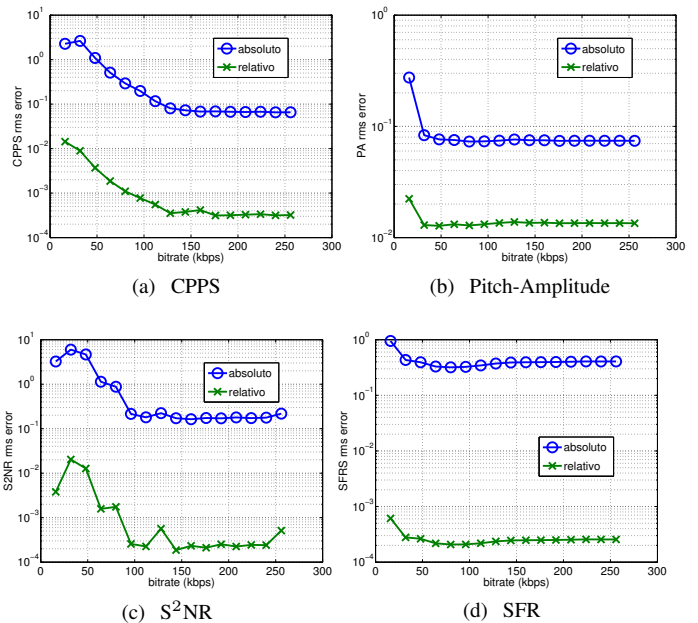 10^1
10^0
10^-1
10^-2
10^-3
10^-4
CPPS rms error
absoluto
relativo
0 50 100 150 200 250 300
bitrate (kbps)
(a) CPPS
10^0
10^-1
10^-2
PA rms error
absoluto
relativo
0 50 100 150 200 250 300
bitrate (kbps)
(b) Pitch-Amplitude
10^1
10^0
10^-1
10^-2
10^-3
10^-4
S2NR rms error
absoluto
relativo
0 50 100 150 200 250 300
bitrate (kbps)
(c) S²NR
10^0
10^-1
10^-2
10^-3
10^-4
SFRS rms error
absoluto
relativo
0 50 100 150 200 250 300
bitrate (kbps)
(d) SFR